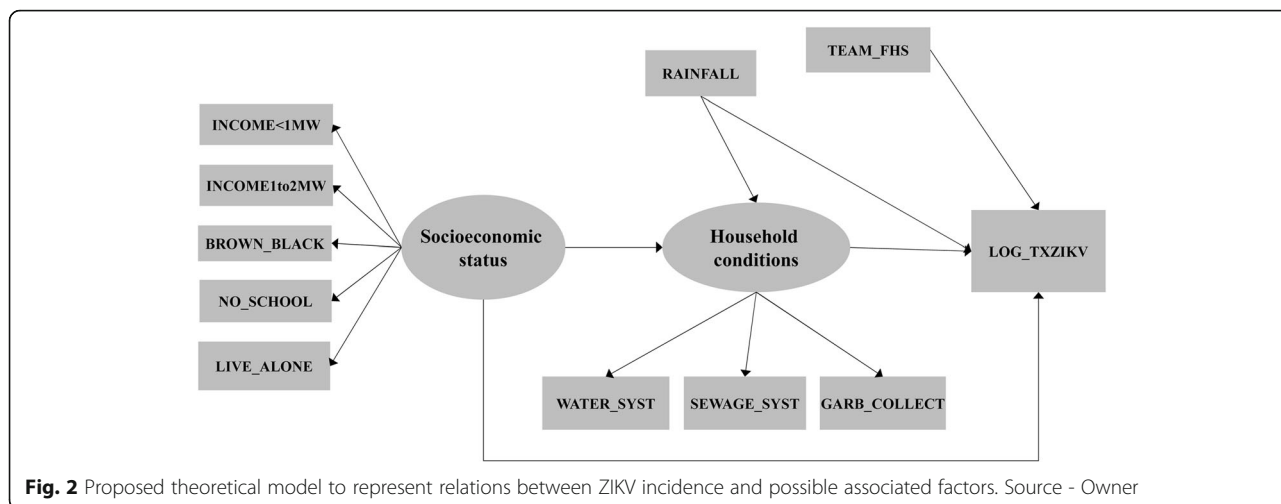 TEAM_FHS
RAINFALL
INCOME<1MW
INCOME1to2MW
BROWN_BLACK
NO_SCHOOL
LIVE_ALONE
Socioeconomic
status
Household
conditions
LOG_TXZIKV
WATER_SYST
SEWAGE_SYST
GARB_COLLECT
Fig. 2 Proposed theoretical model to represent relations between ZIKV incidence and possible associated factors. Source - Owner